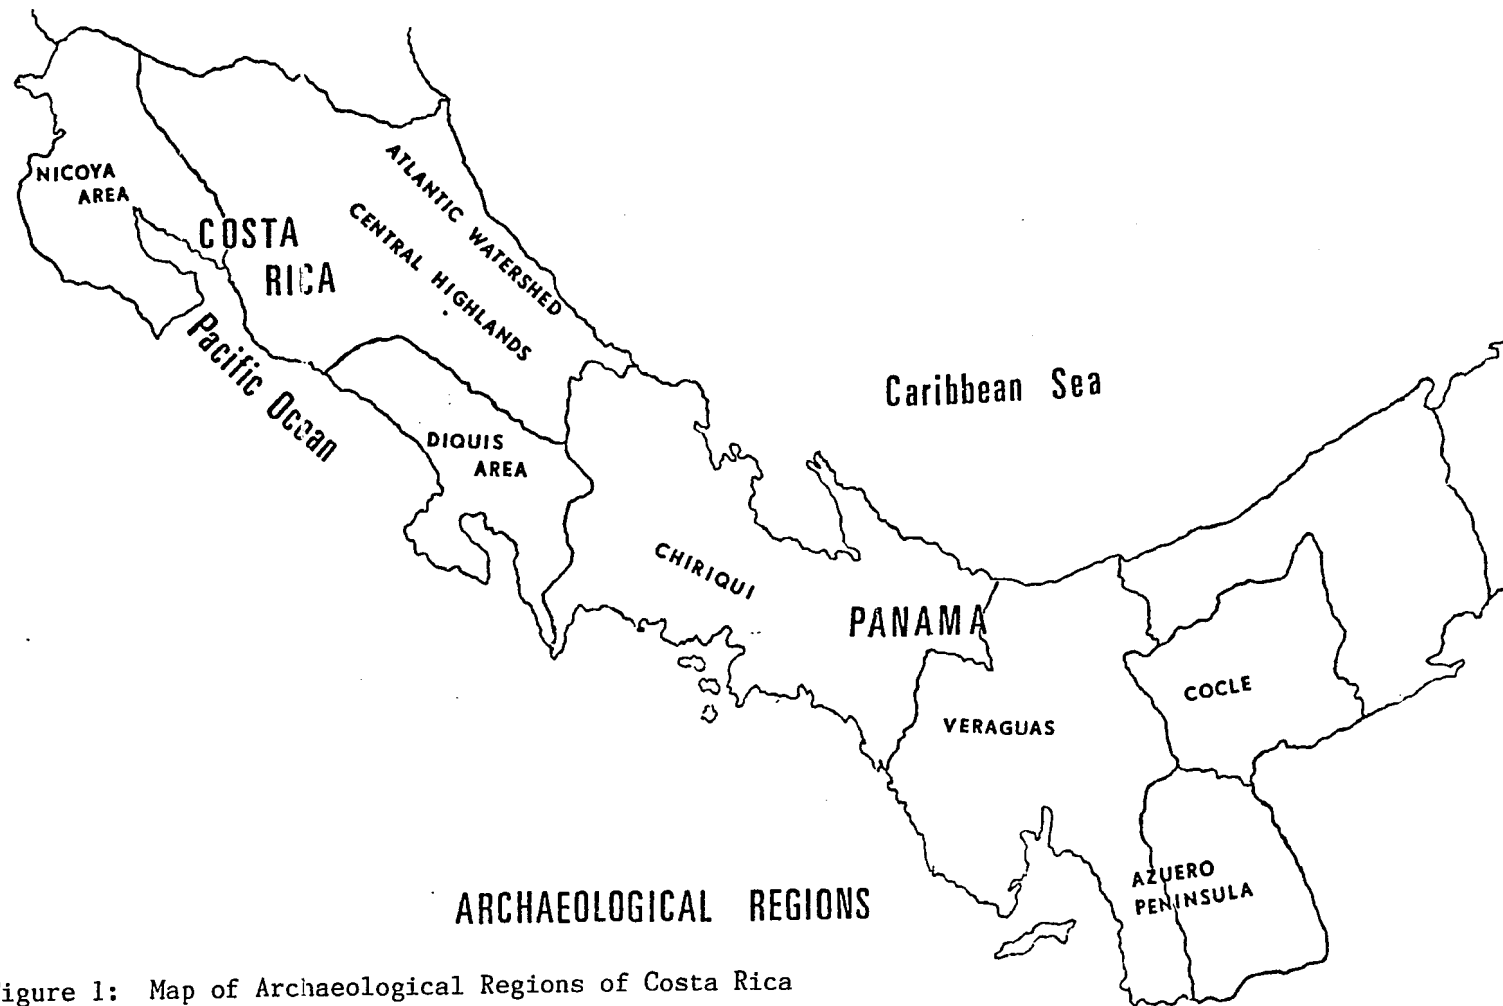 NICOYA
AREA
COSTA
RICA
ATLANTIC WATERSHED
CENTRAL HIGHLANDS
Pacific Ocean
DIQUIS
AREA
Caribbean Sea
CHIRIQUI
PANAMA
VERAGUAS
COCLE
AZUERO
PENINSULA
ARCHAEOLOGICAL REGIONS
igure 1: Map of Archaeological Regions of Costa Rica